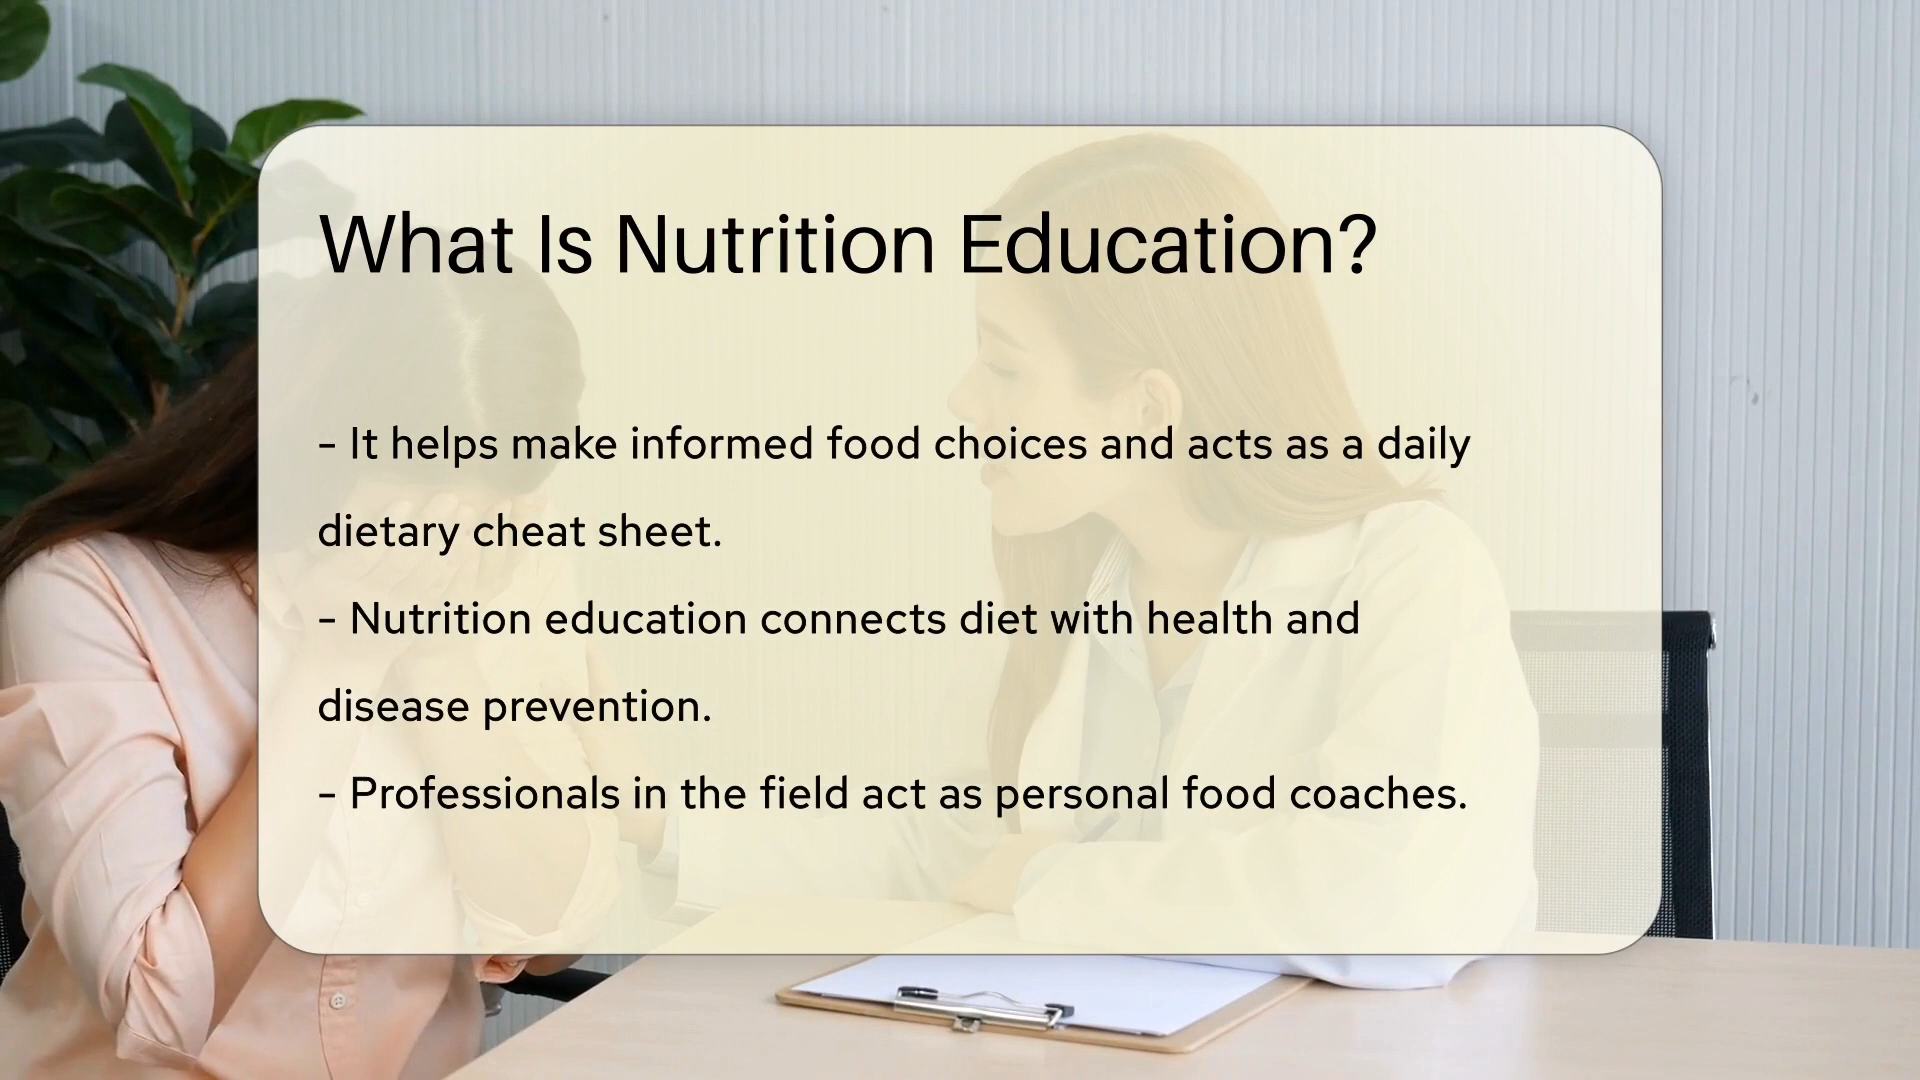 What Is Nutrition Education?
- It helps make informed food choices and acts as a daily
dietary cheat sheet.
- Nutrition education connects diet with health and
disease prevention.
- Professionals in the field act as personal food coaches.